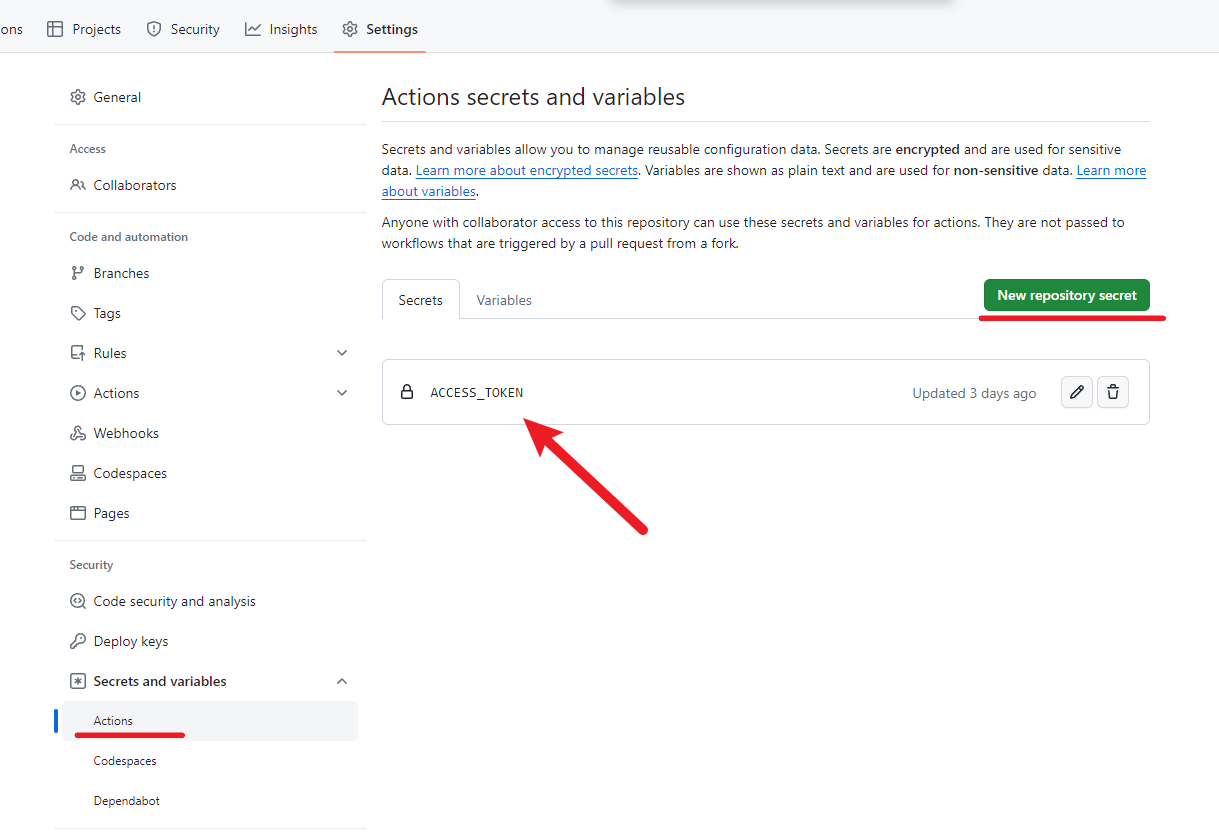 ons
Projects
Security
Insights
Settings
General
Access
Collaborators
Code and automation
Branches
Tags
Rules
Actions
Webhooks
Codespaces
Pages
Security
Code security and analysis
Deploy keys
Secrets and variables
Actions
Codespaces
Dependabot
Actions secrets and variables
Secrets and variables allow you to manage reusable configuration data. Secrets are encrypted and are used for sensitive
data. Learn more about encrypted secrets. Variables are shown as plain text and are used for non-sensitive data. Learn more
about variables.
Anyone with collaborator access to this repository can use these secrets and variables for actions. They are not passed to
workflows that are triggered by a pull request from a fork.
Secrets
Variables
New repository secret
ACCESS_TOKEN
Updated 3 days ago